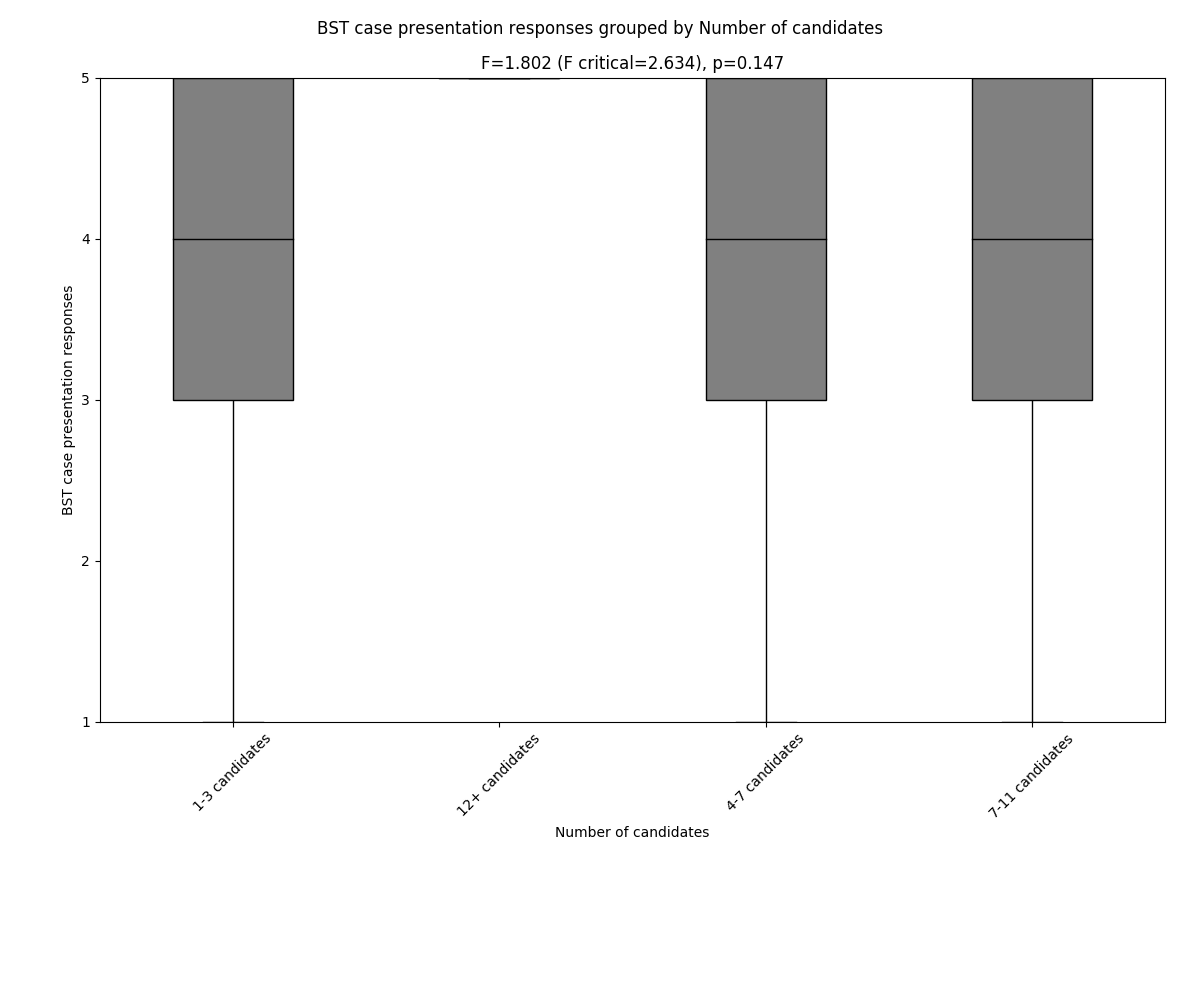 BST case presentation responses grouped by Number of candidates
F=1.802 (F critical=2.634), p=0.147
5
4
3
2
1
BST case presentation responses
1-3 candidates
12+ candidates
4-7 candidates
7-11 candidates
Number of candidates